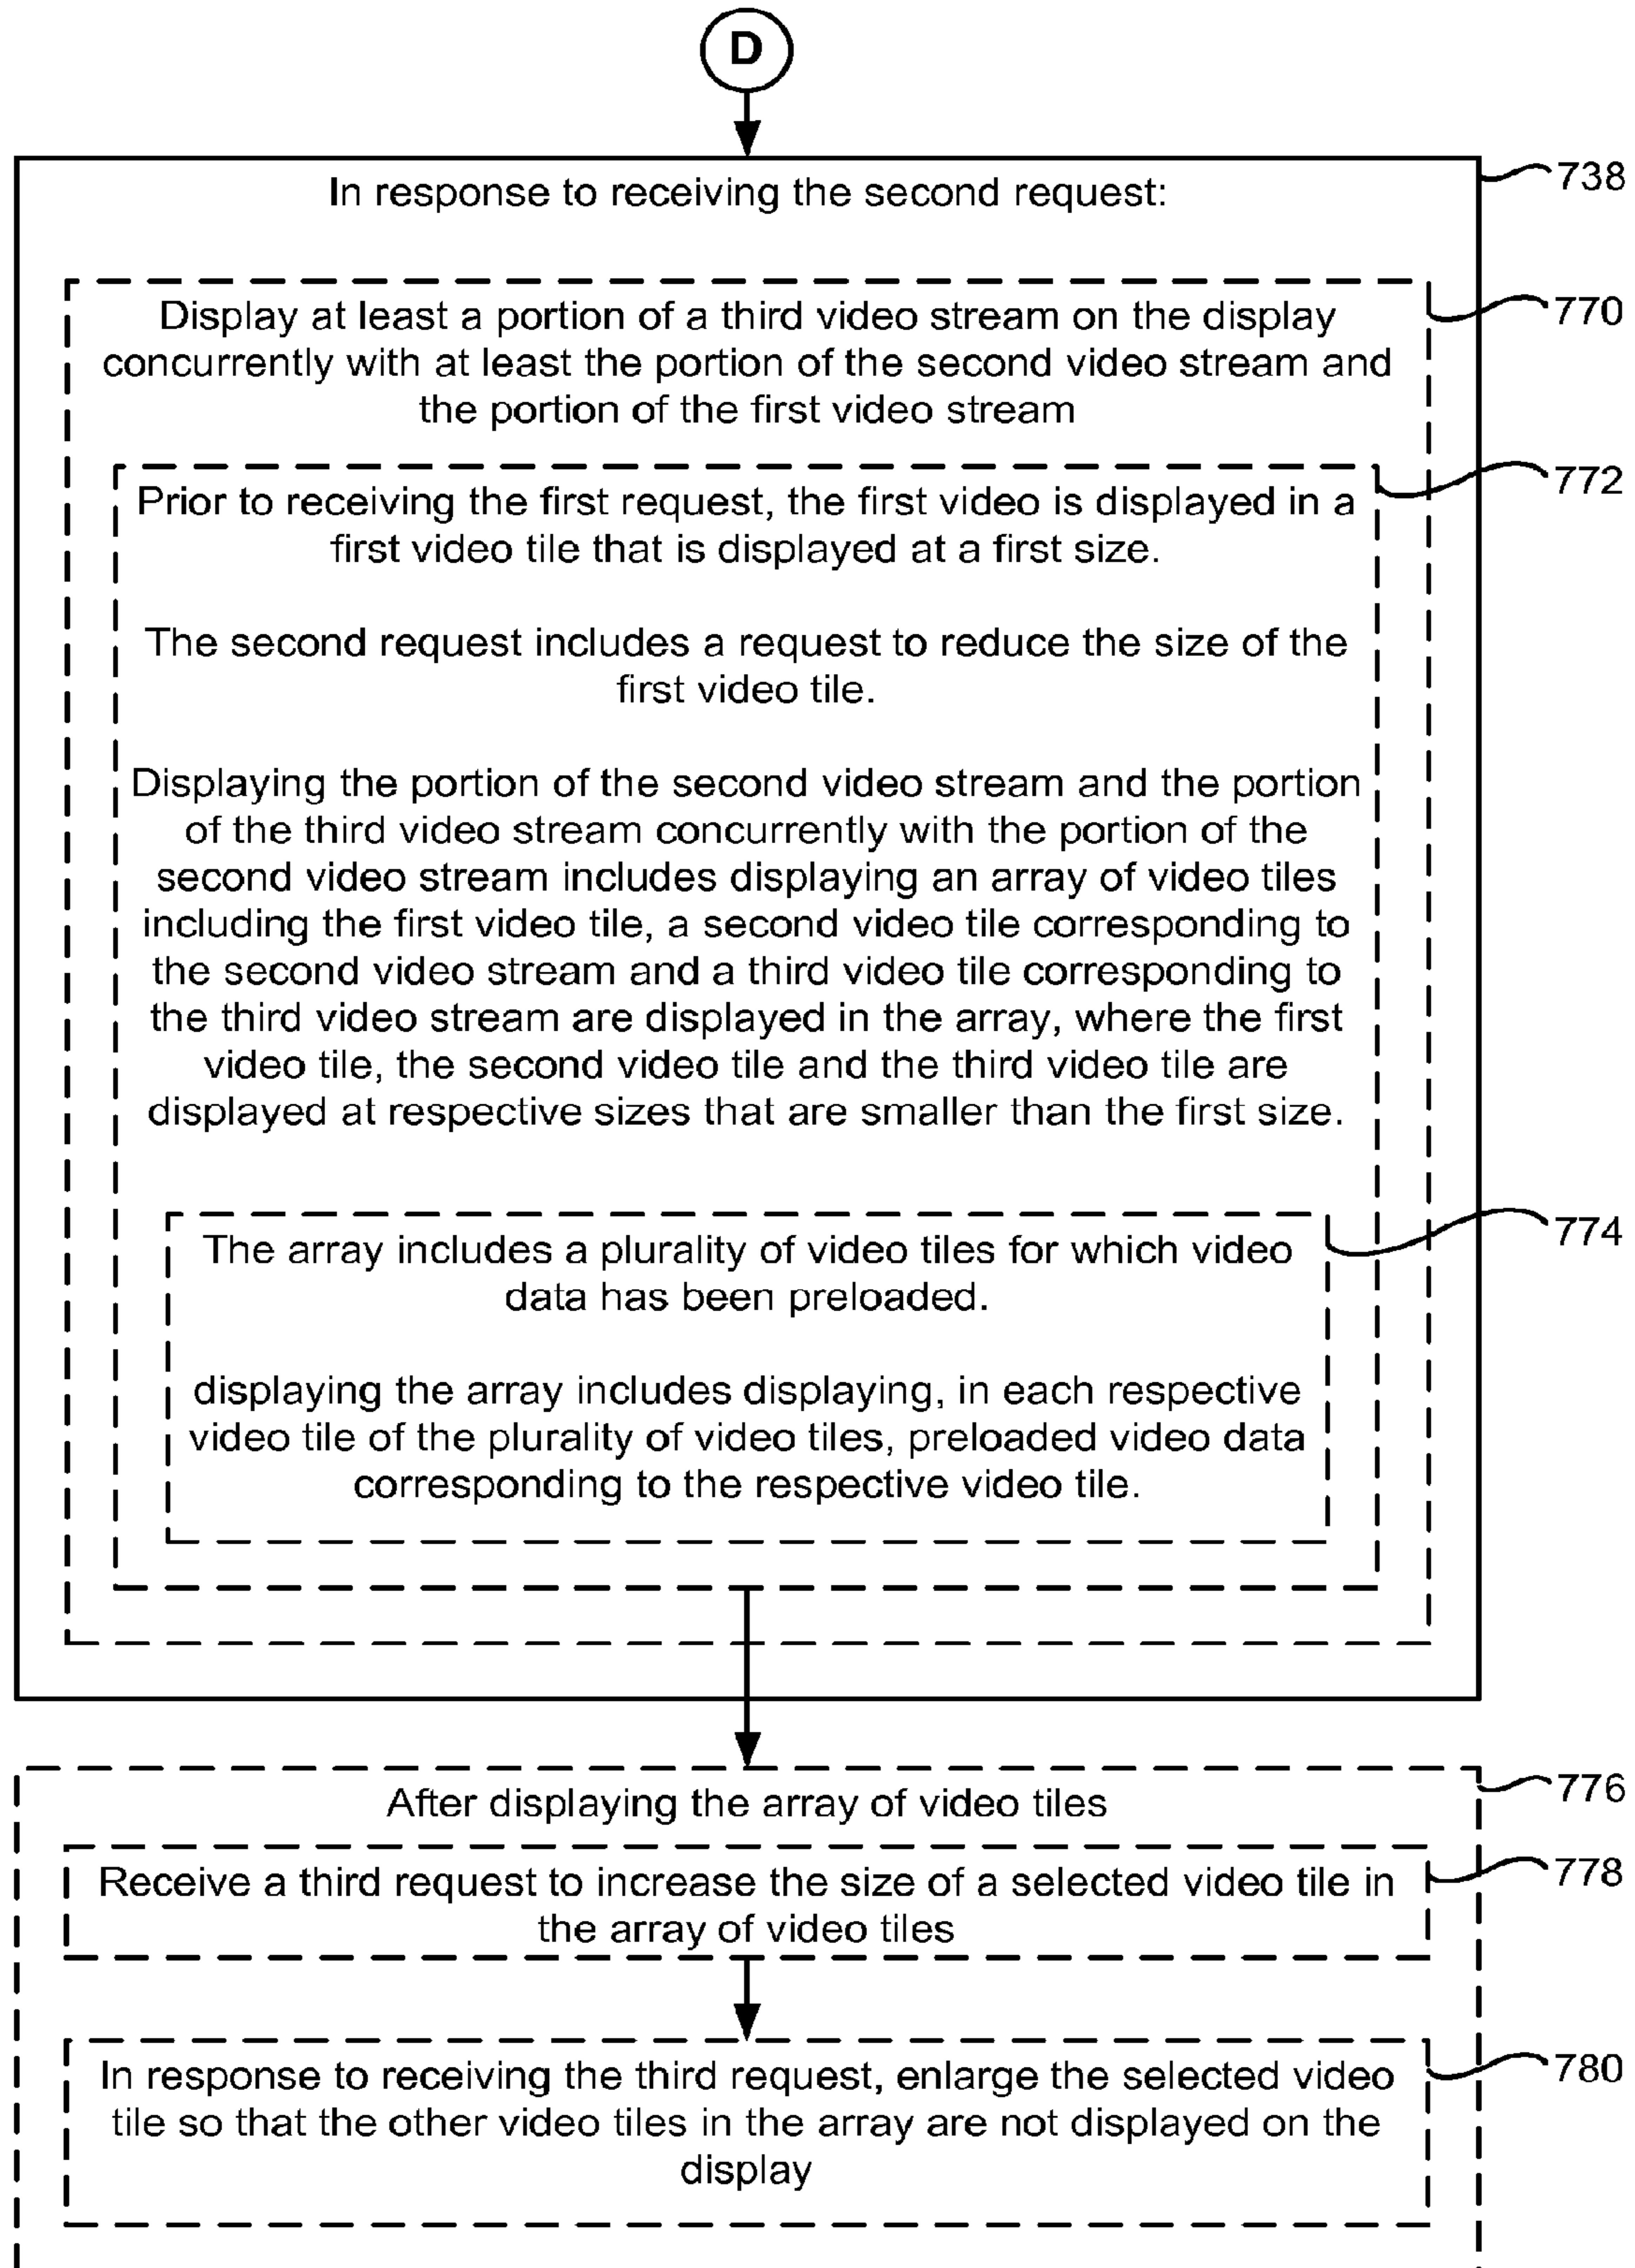 D
738
In response to receiving the second request:
770
Display at least a portion of a third video stream on the display
concurrently with at least the portion of the second video stream and
the portion of the first video stream
772
Prior to receiving the first request, the first video is displayed in a
first video tile that is displayed at a first size.
The second request includes a request to reduce the size of the
first video tile.
Displaying the portion of the second video stream and the portion
of the third video stream concurrently with the portion of the
second video stream includes displaying an array of video tiles
including the first video tile, a second video tile corresponding to
the second video stream and a third video tile corresponding to
the third video stream are displayed in the array, where the first
video tile, the second video tile and the third video tile are
displayed at respective sizes that are smaller than the first size.
774
The array includes a plurality of video tiles for which video
data has been preloaded.
displaying the array includes displaying, in each respective
video tile of the plurality of video tiles, preloaded video data
corresponding to the respective video tile.
776
After displaying the array of video tiles
778
Receive a third request to increase the size of a selected video tile in
the array of video tiles
780
In response to receiving the third request, enlarge the selected video
tile so that the other video tiles in the array are not displayed on the
display